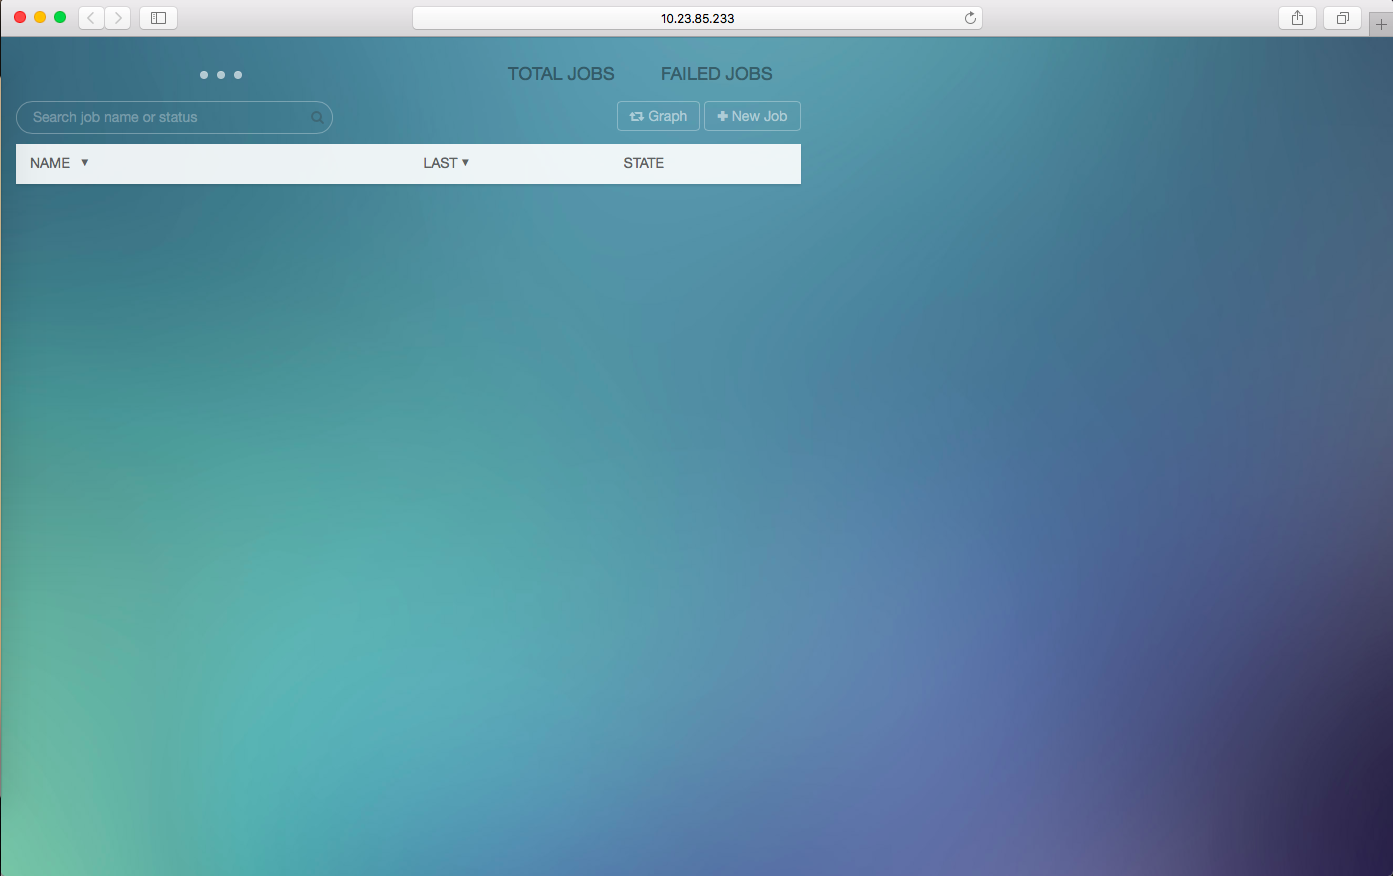 10.23.85.233
TOTAL JOBS FAILED JOBS
Search job name or status
Graph New Job
NAME ▼ LAST ▼ STATE